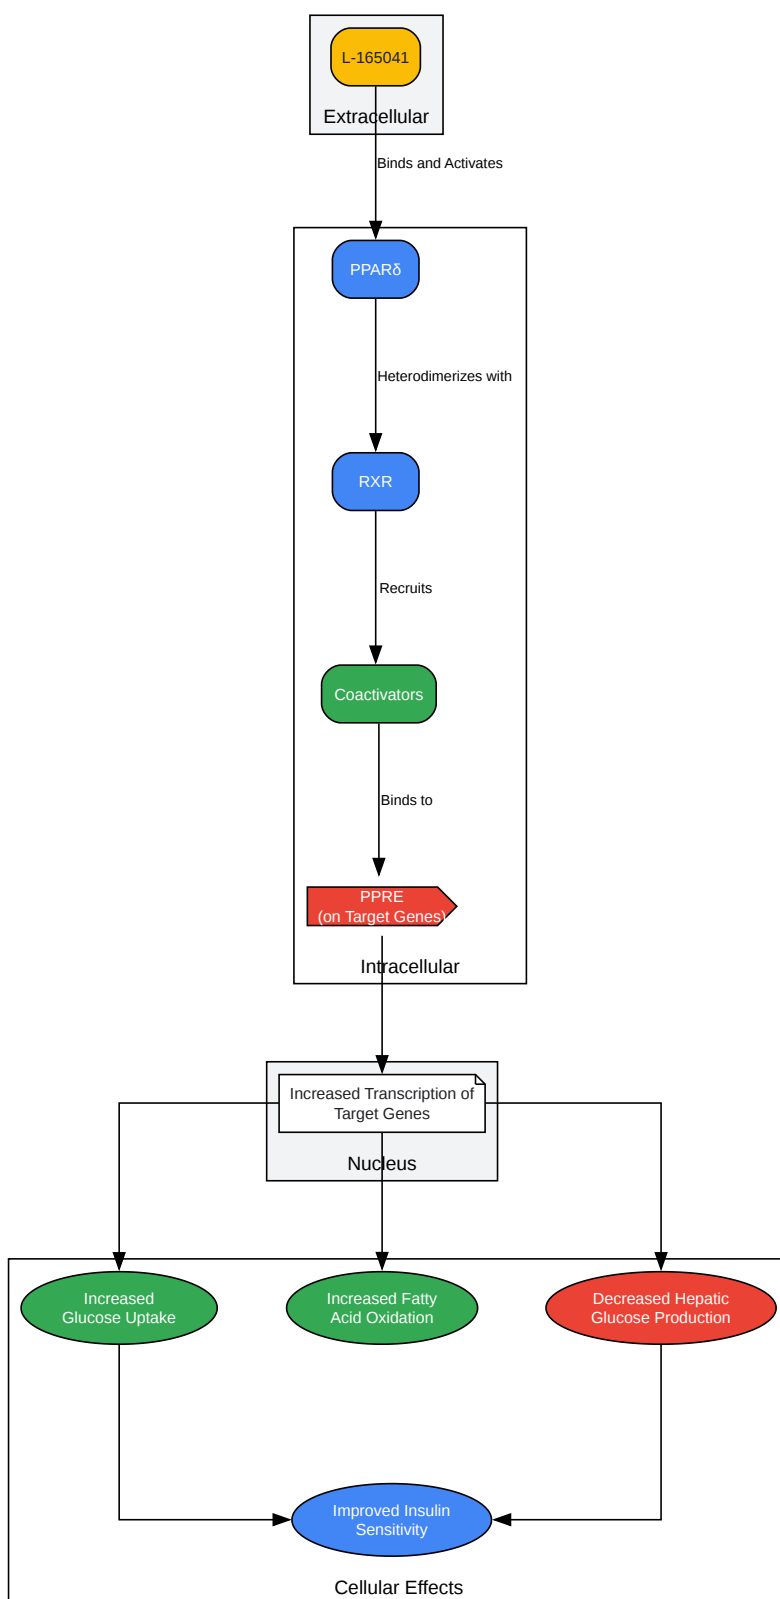 L-165041
Extracellular
Binds and Activates
PPARδ
Heterodimerizes with
RXR
Recruits
Coactivators
Binds to
PPRE
(on Target Genes)
Intracellular
Increased Transcription of
Target Genes
Nucleus
Increased
Glucose Uptake
Increased Fatty
Acid Oxidation
Decreased Hepatic
Glucose Production
Improved Insulin
Sensitivity
Cellular Effects